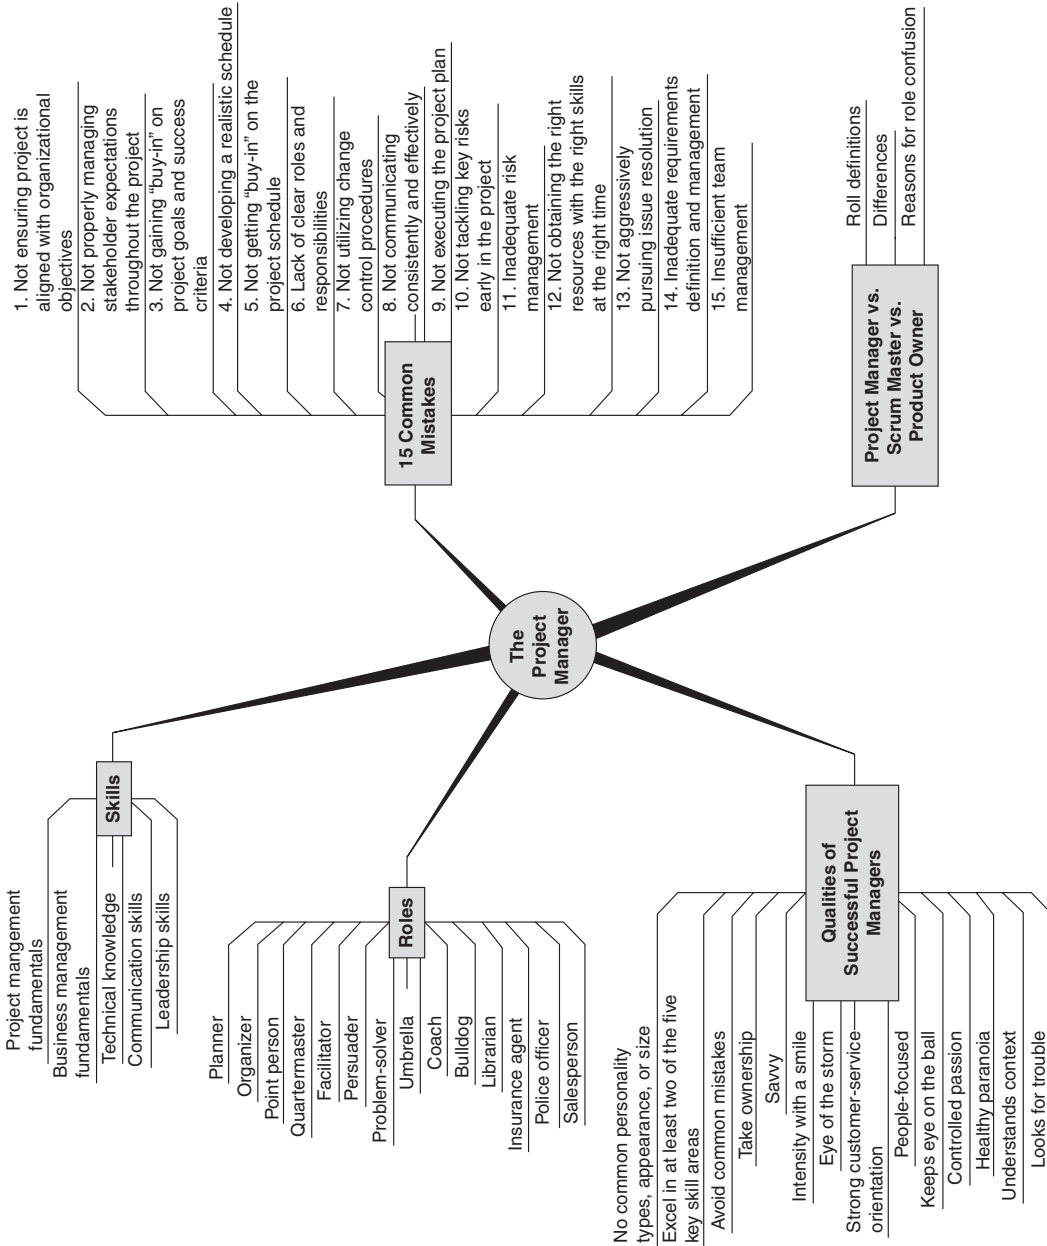 The
Project
Manager
Skills
Project mangement
fundamentals
Business management
fundamentals
Technical knowledge
Communication skills
Leadership skills
Roles
Planner
Organizer
Point person
Quartermaster
Facilitator
Persuader
Problem-solver
Umbrella
Coach
Bulldog
Librarian
Insurance agent
Police officer
Salesperson
Qualities of
Successful Project
Managers
No common personality
types, appearance, or size
Excel in at least two of the five
key skill areas
Avoid common mistakes
Take ownership
Savvy
Intensity with a smile
Eye of the storm
Strong customer-service
orientation
People-focused
Keeps eye on the ball
Controlled passion
Healthy paranoia
Understands context
Looks for trouble
15 Common
Mistakes
1. Not ensuring project is
aligned with organizational
objectives
2. Not properly managing
stakeholder expectations
throughout the project
3. Not gaining “buy-in” on
project goals and success
criteria
4. Not developing a realistic schedule
5. Not getting “buy-in” on the
project schedule
6. Lack of clear roles and
responsibilities
7. Not utilizing change
control procedures
8. Not communicating
consistently and effectively
9. Not executing the project plan
10. Not tackling key risks
early in the project
11. Inadequate risk
management
12. Not obtaining the right
resources with the right skills
at the right time
13. Not aggressively
pursuing issue resolution
14. Inadequate requirements
definition and management
15. Insufficient team
management
Project Manager vs.
Scrum Master vs.
Product Owner
Roll definitions
Differences
Reasons for role confusion